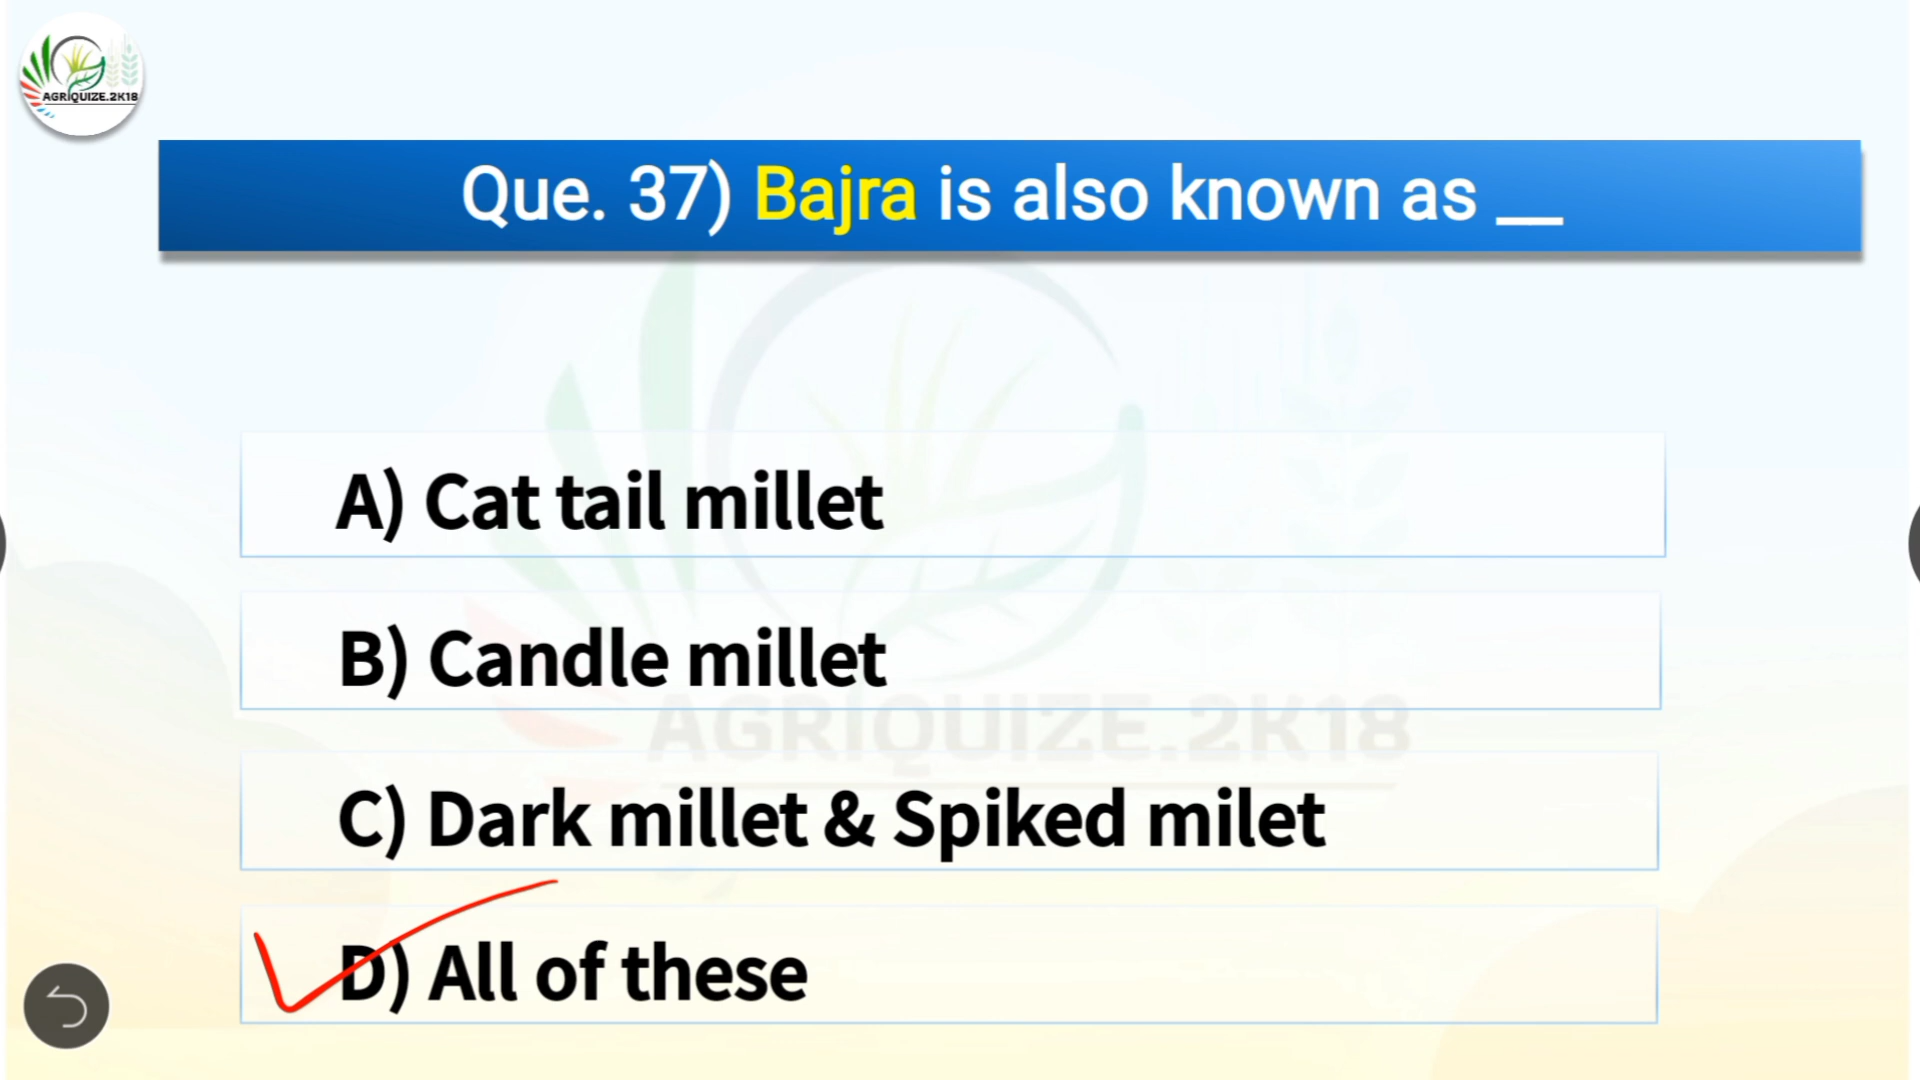 AGRIQUIZE.2K18
Que. 37) Bajra is also known as __
A) Cat tail millet
B) Candle millet
AGRIQUIZE.2K18
C) Dark millet & Spiked milet
D) All of these